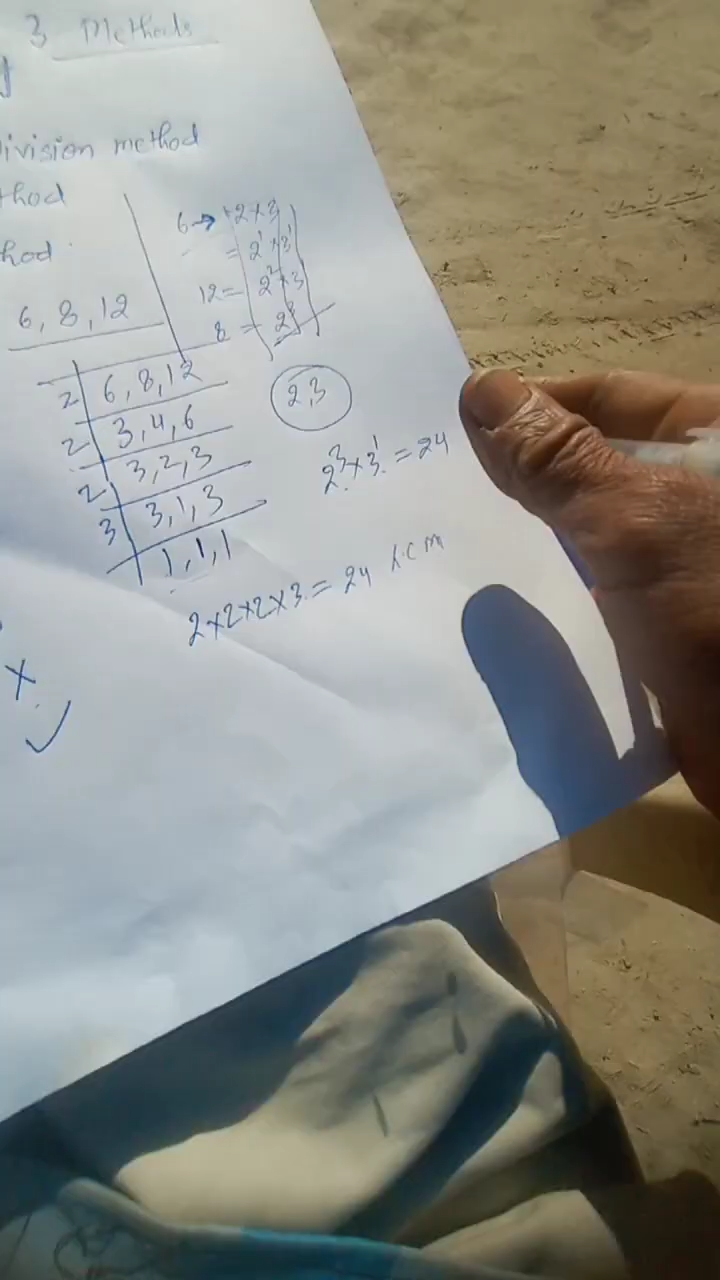 3 Methods
ivision method
thod
hod
6, 8, 12
6 → 2×3
= 2¹×3¹
12 = 2²×3
8 = 2³
2 | 6, 8, 12
2 | 3, 4, 6
2 | 3, 2, 3
3 | 3, 1, 3
1, 1, 1
2,3
2³×3¹ = 24
2×2×2×3 = 24 L.C.M
×
✓